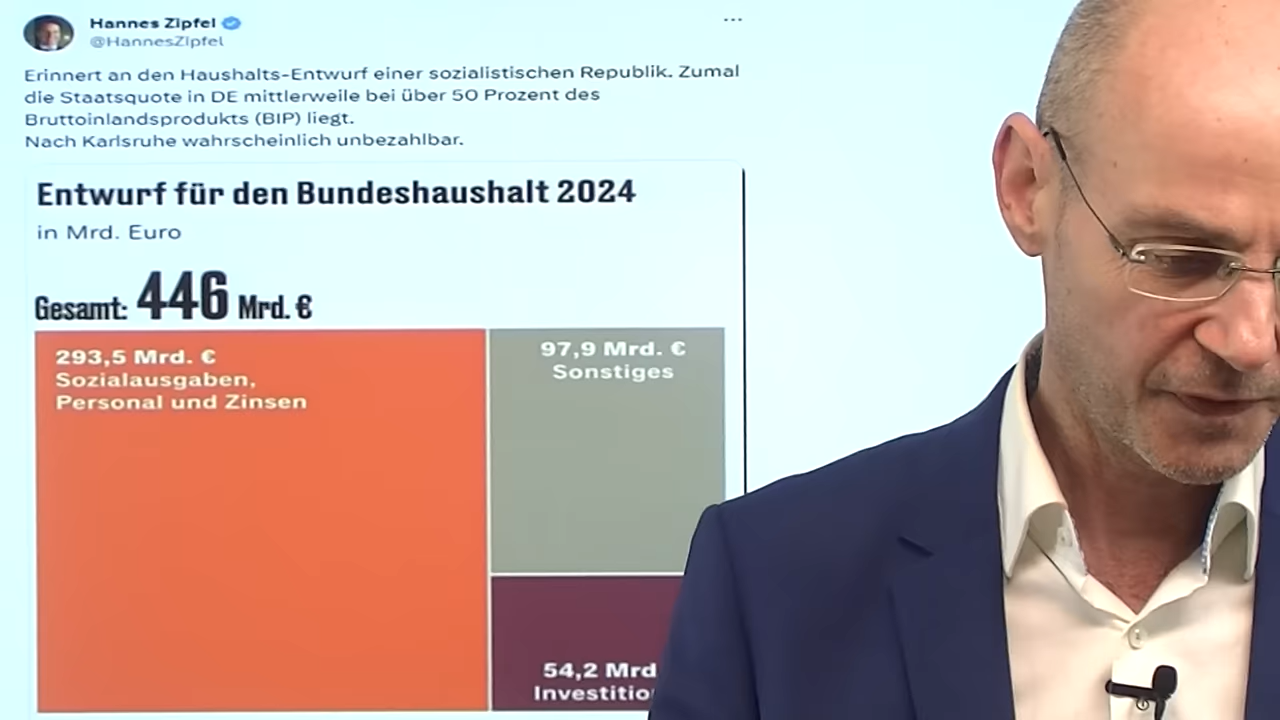 Hannes Zipfel
@HannesZipfel
Erinnert an den Haushalts-Entwurf einer sozialistischen Republik. Zumal
die Staatsquote in DE mittlerweile bei über 50 Prozent des
Bruttoinlandsprodukts (BIP) liegt.
Nach Karlsruhe wahrscheinlich unbezahlbar.
Entwurf für den Bundeshaushalt 2024
in Mrd. Euro
Gesamt: 446 Mrd. €
293,5 Mrd. €
Sozialausgaben,
Personal und Zinsen
97,9 Mrd. €
Sonstiges
54,2 Mrd